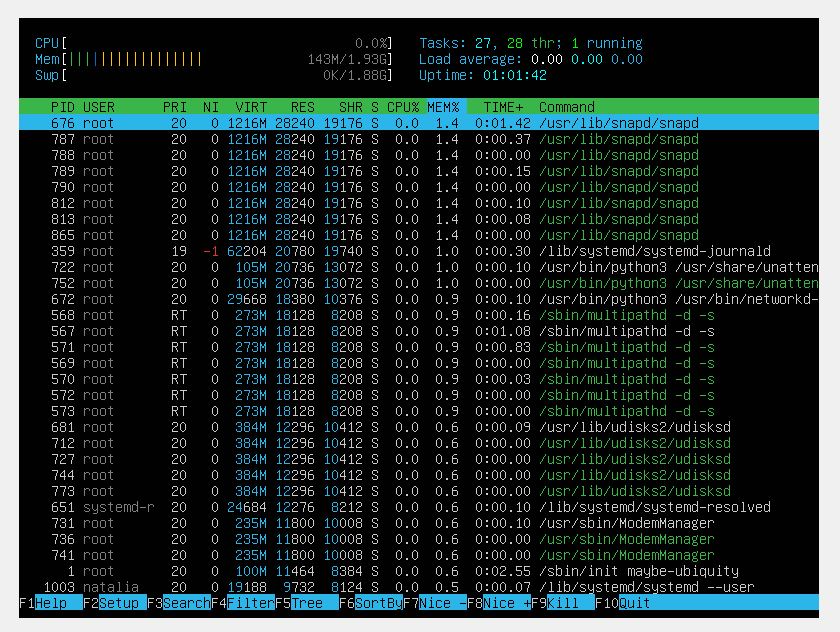 CPU[ 0.0%] Tasks: 27, 28 thr; 1 running
Mem[||||||||||||||||| 143M/1.93G] Load average: 0.00 0.00 0.00
Swp[ 0K/1.88G] Uptime: 01:01:42
PID USER PRI NI VIRT RES SHR S CPU% MEM% TIME+ Command
676 root 20 0 1216M 28240 19176 S 0.0 1.4 0:01.42 /usr/lib/snapd/snapd
787 root 20 0 1216M 28240 19176 S 0.0 1.4 0:00.37 /usr/lib/snapd/snapd
788 root 20 0 1216M 28240 19176 S 0.0 1.4 0:00.00 /usr/lib/snapd/snapd
789 root 20 0 1216M 28240 19176 S 0.0 1.4 0:00.15 /usr/lib/snapd/snapd
790 root 20 0 1216M 28240 19176 S 0.0 1.4 0:00.00 /usr/lib/snapd/snapd
812 root 20 0 1216M 28240 19176 S 0.0 1.4 0:00.10 /usr/lib/snapd/snapd
813 root 20 0 1216M 28240 19176 S 0.0 1.4 0:00.08 /usr/lib/snapd/snapd
865 root 20 0 1216M 28240 19176 S 0.0 1.4 0:00.00 /usr/lib/snapd/snapd
359 root 19 -1 62204 20780 19740 S 0.0 1.0 0:00.30 /lib/systemd/systemd-journald
722 root 20 0 105M 20736 13072 S 0.0 1.0 0:00.10 /usr/bin/python3 /usr/share/unatten
752 root 20 0 105M 20736 13072 S 0.0 1.0 0:00.00 /usr/bin/python3 /usr/share/unatten
672 root 20 0 29668 18380 10376 S 0.0 0.9 0:00.10 /usr/bin/python3 /usr/bin/networkd-
568 root RT 0 273M 18128 8208 S 0.0 0.9 0:00.16 /sbin/multipathd -d -s
567 root RT 0 273M 18128 8208 S 0.0 0.9 0:01.08 /sbin/multipathd -d -s
571 root RT 0 273M 18128 8208 S 0.0 0.9 0:00.83 /sbin/multipathd -d -s
569 root RT 0 273M 18128 8208 S 0.0 0.9 0:00.00 /sbin/multipathd -d -s
570 root RT 0 273M 18128 8208 S 0.0 0.9 0:00.03 /sbin/multipathd -d -s
572 root RT 0 273M 18128 8208 S 0.0 0.9 0:00.00 /sbin/multipathd -d -s
573 root RT 0 273M 18128 8208 S 0.0 0.9 0:00.00 /sbin/multipathd -d -s
681 root 20 0 384M 12296 10412 S 0.0 0.6 0:00.09 /usr/lib/udisks2/udisksd
712 root 20 0 384M 12296 10412 S 0.0 0.6 0:00.00 /usr/lib/udisks2/udisksd
727 root 20 0 384M 12296 10412 S 0.0 0.6 0:00.00 /usr/lib/udisks2/udisksd
744 root 20 0 384M 12296 10412 S 0.0 0.6 0:00.00 /usr/lib/udisks2/udisksd
773 root 20 0 384M 12296 10412 S 0.0 0.6 0:00.00 /usr/lib/udisks2/udisksd
651 systemd-r 20 0 24684 12276 8212 S 0.0 0.6 0:00.10 /lib/systemd/systemd-resolved
731 root 20 0 235M 11800 10008 S 0.0 0.6 0:00.10 /usr/sbin/ModemManager
736 root 20 0 235M 11800 10008 S 0.0 0.6 0:00.00 /usr/sbin/ModemManager
741 root 20 0 235M 11800 10008 S 0.0 0.6 0:00.00 /usr/sbin/ModemManager
1 root 20 0 100M 11464 8384 S 0.0 0.6 0:02.55 /sbin/init maybe-ubiquity
1003 natalia 20 0 19188 9732 8124 S 0.0 0.5 0:00.07 /lib/systemd/systemd --user
F1Help F2Setup F3SearchF4FilterF5Tree F6SortByF7Nice -F8Nice +F9Kill F10Quit